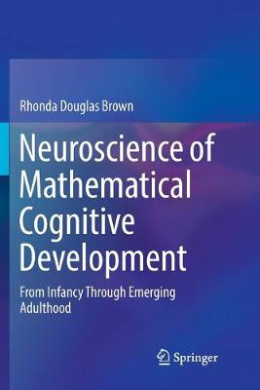 Rhonda Douglas Brown
Neuroscience of
Mathematical
Cognitive
Development
From Infancy Through Emerging
Adulthood
Springer